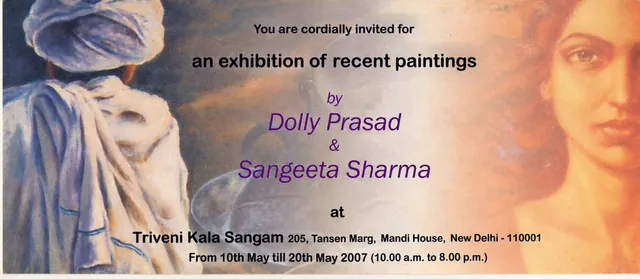 You are cordially invited for
an exhibition of recent paintings
by
Dolly Prasad
&
Sangeeta Sharma
at
Triveni Kala Sangam 205, Tansen Marg, Mandi House, New Delhi - 110001
From 10th May till 20th May 2007 (10.00 a.m. to 8.00 p.m.)